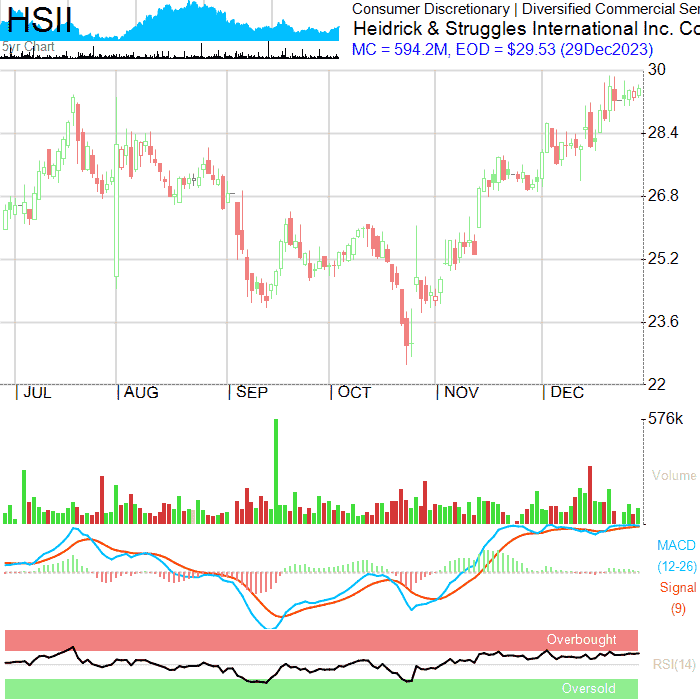 HSII
5yr Chart
Consumer Discretionary | Diversified Commercial Ser
Heidrick & Struggles International Inc. Co
MC = 594.2M, EOD = $29.53 (29Dec2023)
30
28.4
26.8
25.2
23.6
22
JUL AUG SEP OCT NOV DEC
576k
Volume
MACD
(12-26)
Signal
(9)
Overbought
RSI(14)
Oversold